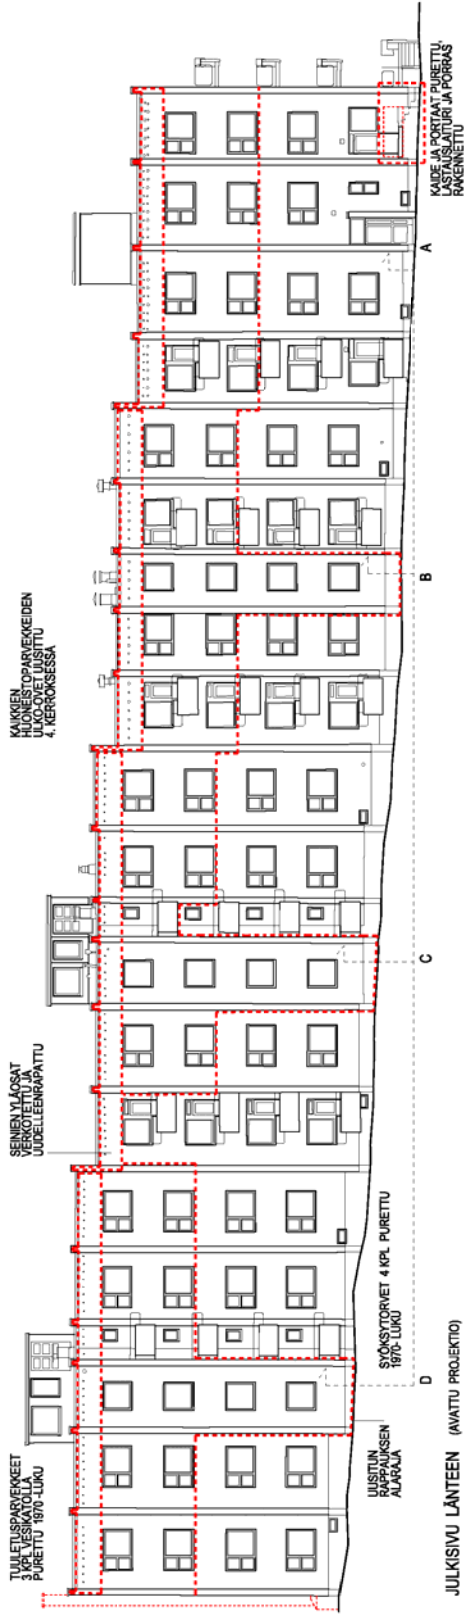 TUULETUSPARVEKKEET
3 KPL VESIKATOLLA
PURETTU 1970-LUKU
SEINIEN YLÄOSAT
VERKOTETTU JA
UUDELLEENRAPATTU
KAIKKIEN
HUONEISTOPARVEKKEIDEN
ULKO-OVET UUSITTU
4. KERROKSESSA
UUSITUN
RAPPAUKSEN
ALARAJA
SYÖKSYTORVET 4 KPL PURETTU
1970- LUKU
KAIDE JA PORTAAT PURETTU,
LASTAUSLAITURI JA PORRAS
RAKENNETTU
D
C
B
A
JULKISIVU LÄNTEEN (AVATTU PROJEKTIO)